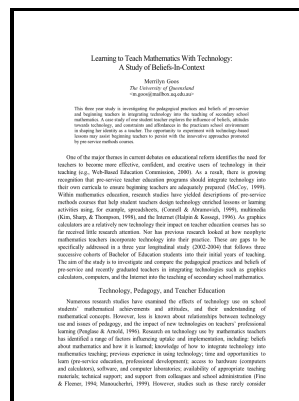 Learning to Teach Mathematics With Technology:
A Study of Beliefs-In-Context
Merrilyn Goos
The University of Queensland
<m.goos@mailbox.uq.edu.au>
This three year study is investigating the pedagogical practices and beliefs of pre-service
and beginning teachers in integrating technology into the teaching of secondary school
mathematics. A case study of one student teacher explores the influence of beliefs, attitudes
towards technology, and constraints and affordances in the practicum school environment
in shaping her identity as a teacher. The opportunity to experiment with technology-based
lessons may assist beginning teachers to persist with the innovative approaches promoted
by pre-service methods courses.
One of the major themes in current debates on educational reform identifies the need for
teachers to become more effective, confident, and creative users of technology in their
teaching (e.g., Web-Based Education Commission, 2000). As a result, there is growing
recognition that pre-service teacher education programs should integrate technology into
their own curricula to ensure beginning teachers are adequately prepared (McCoy, 1999).
Within mathematics education, research studies have yielded descriptions of pre-service
methods courses that help student teachers design technology enriched lessons or learning
activities using, for example, spreadsheets, (Connell & Abramovich, 1999), multimedia
(Kim, Sharp, & Thompson, 1998), and the Internet (Halpin & Kossegi, 1996). As graphics
calculators are a relatively new technology their impact on teacher education courses has so
far received little research attention. Nor has previous research looked at how neophyte
mathematics teachers incorporate technology into their practice. These are gaps to be
specifically addressed in a three year longitudinal study (2002-2004) that follows three
successive cohorts of Bachelor of Education students into their initial years of teaching.
The aim of the study is to investigate and compare the pedagogical practices and beliefs of
pre-service and recently graduated teachers in integrating technologies such as graphics
calculators, computers, and the Internet into the teaching of secondary school mathematics.
Technology, Pedagogy, and Teacher Education
Numerous research studies have examined the effects of technology use on school
students' mathematical achievements and attitudes, and their understanding of
mathematical concepts. However, less is known about relationships between technology
use and issues of pedagogy, and the impact of new technologies on teachers' professional
learning (Penglase & Arnold, 1996). Research on technology use by mathematics teachers
has identified a range of factors influencing uptake and implementation, including: beliefs
about mathematics and how it is learned; knowledge of how to integrate technology into
mathematics teaching; previous experience in using technology; time and opportunities to
learn (pre-service education, professional development); access to hardware (computers
and calculators), software, and computer laboratories; availability of appropriate teaching
materials; technical support; and support from colleagues and school administration (Fine
& Fleener, 1994; Manoucherhri, 1999). However, studies such as these rarely consider